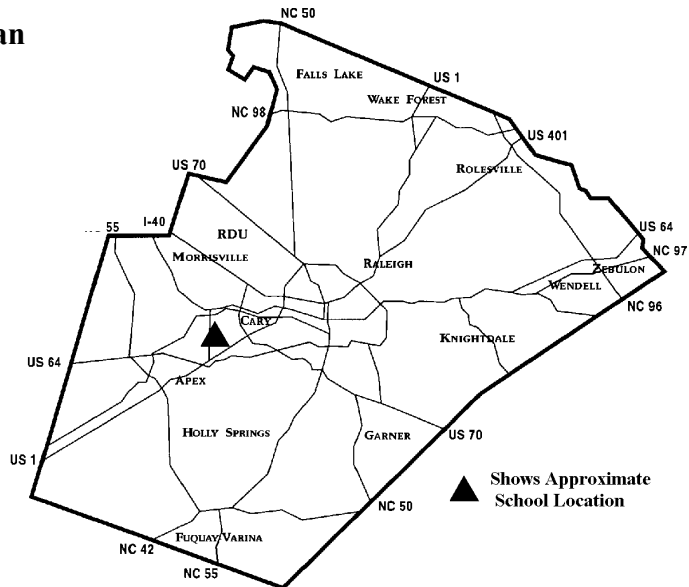 an
NC 50
FALLS LAKE
US 1
WAKE FOREST
NC 98
US 401
US 70
ROLESVILLE
55
I-40
RDU
US 64
MORRISVILLE
RALEIGH
NC 97
ZEBULON
WENDELL
NC 96
CARY
KNIGHTDALE
US 64
APEX
HOLLY SPRINGS
GARNER
US 70
US 1
Shows Approximate
School Location
NC 50
FUQUAY VARINA
NC 42
NC 55